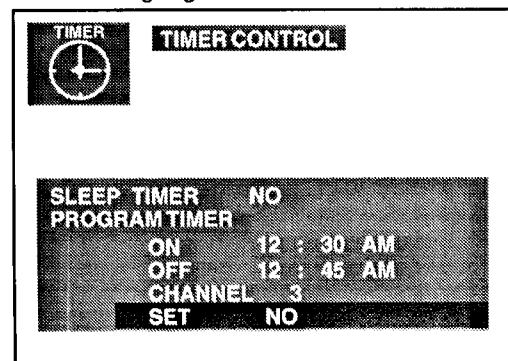 TIMER
TIMER CONTROL
SLEEP TIMER NO
PROGRAM TIMER
ON 12 : 30 AM
OFF 12 : 45 AM
CHANNEL 3
SET NO